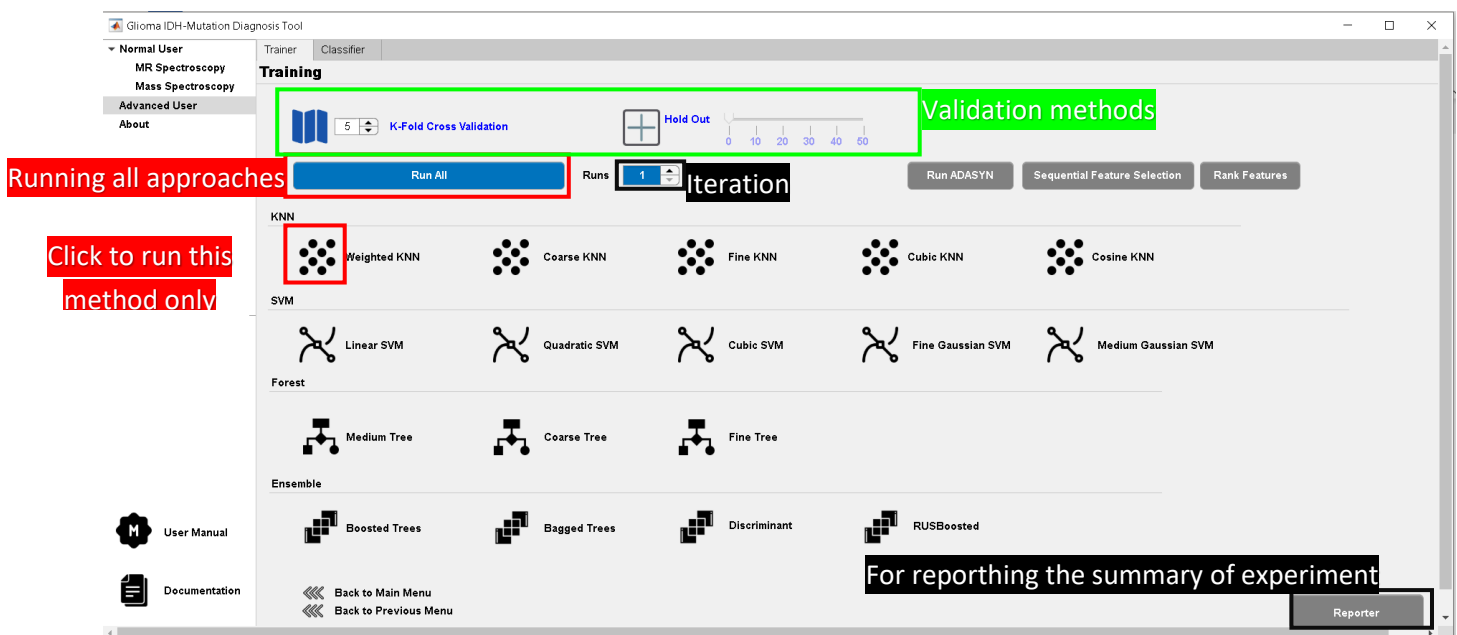 Glioma IDH-Mutation Diagnosis Tool
Normal User
MR Spectroscopy
Mass Spectroscopy
Advanced User
About
Trainer Classifier
Training
5 K-Fold Cross Validation
Hold Out
0 10 20 30 40 50
Validation methods
Running all approaches
Run All
Runs 1
Iteration
Run ADASYN Sequential Feature Selection Rank Features
KNN
Click to run this
method only
Weighted KNN Coarse KNN Fine KNN Cubic KNN Cosine KNN
SVM
Linear SVM Quadratic SVM Cubic SVM Fine Gaussian SVM Medium Gaussian SVM
Forest
Medium Tree Coarse Tree Fine Tree
Ensemble
Boosted Trees Bagged Trees Discriminant RUSBoosted
M User Manual
Documentation
Back to Main Menu
Back to Previous Menu
For reporthing the summary of experiment
Reporter